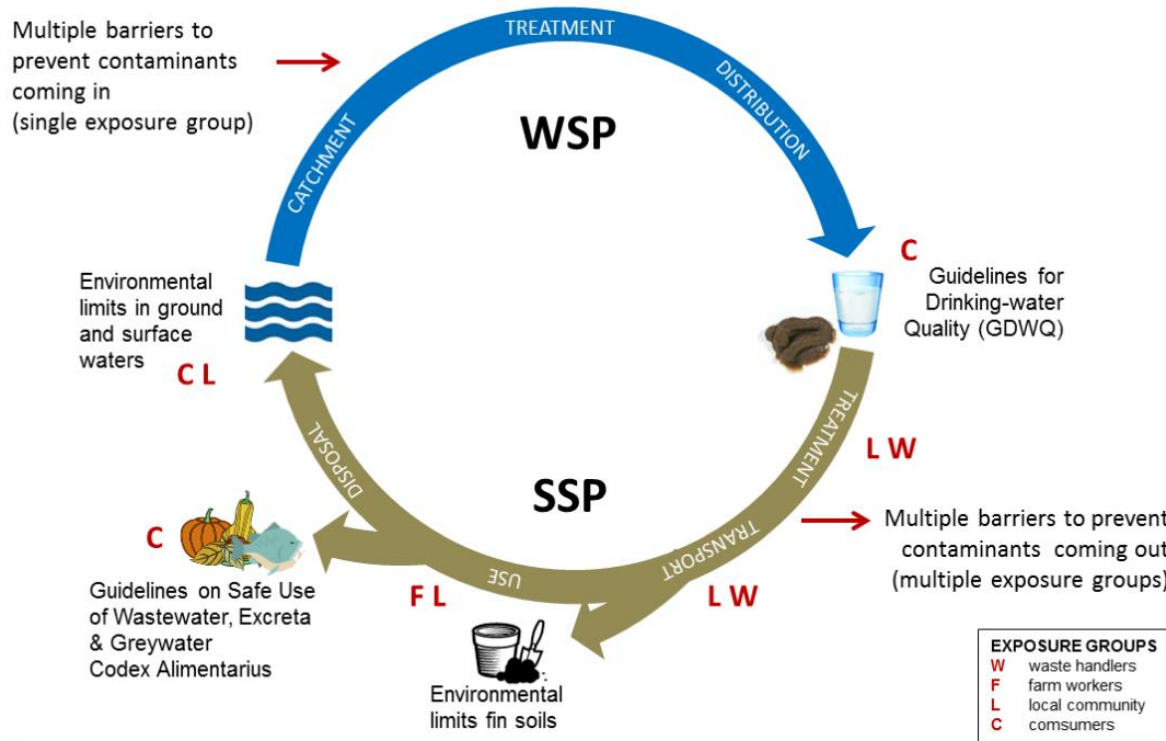 Multiple barriers to
prevent contaminants
coming in
(single exposure group)
TREATMENT
DISTRIBUTION
CATCHMENT
WSP
C
Guidelines for
Drinking-water
Quality (GDWQ)
Environmental
limits in ground
and surface
waters
C L
TREATMENT
L W
DISPOSAL
SSP
TRANSPORT
Multiple barriers to prevent
contaminants coming out
(multiple exposure groups)
USE
C
F L
L W
Guidelines on Safe Use
of Wastewater, Excreta
& Greywater
Codex Alimentarius
Environmental
limits fin soils
EXPOSURE GROUPS
W waste handlers
F farm workers
L local community
C comsumers